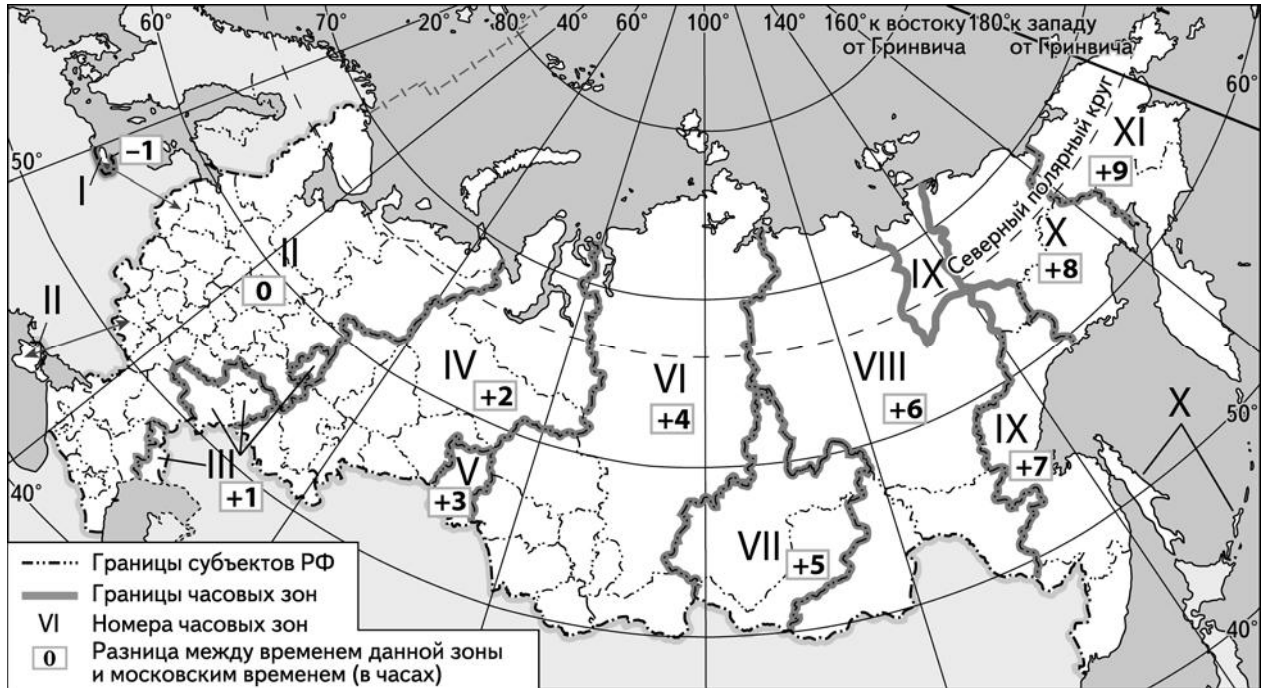 60° 70° 20° 80° 40° 60° 100° 60° 140° 160° к востоку 180° к западу
от Гринвича от Гринвича
60°
50°
–1
I
Северный полярный круг
XI
+9
II
0
X
+8
IX
II
IV
+2
VI
+4
VIII
+6
50°
X
IX
+7
V
+3
III
+1
40°
VII
+5
40°
Границы субъектов РФ
Границы часовых зон
VI Номера часовых зон
0 Разница между временем данной зоны
и московским временем (в часах)